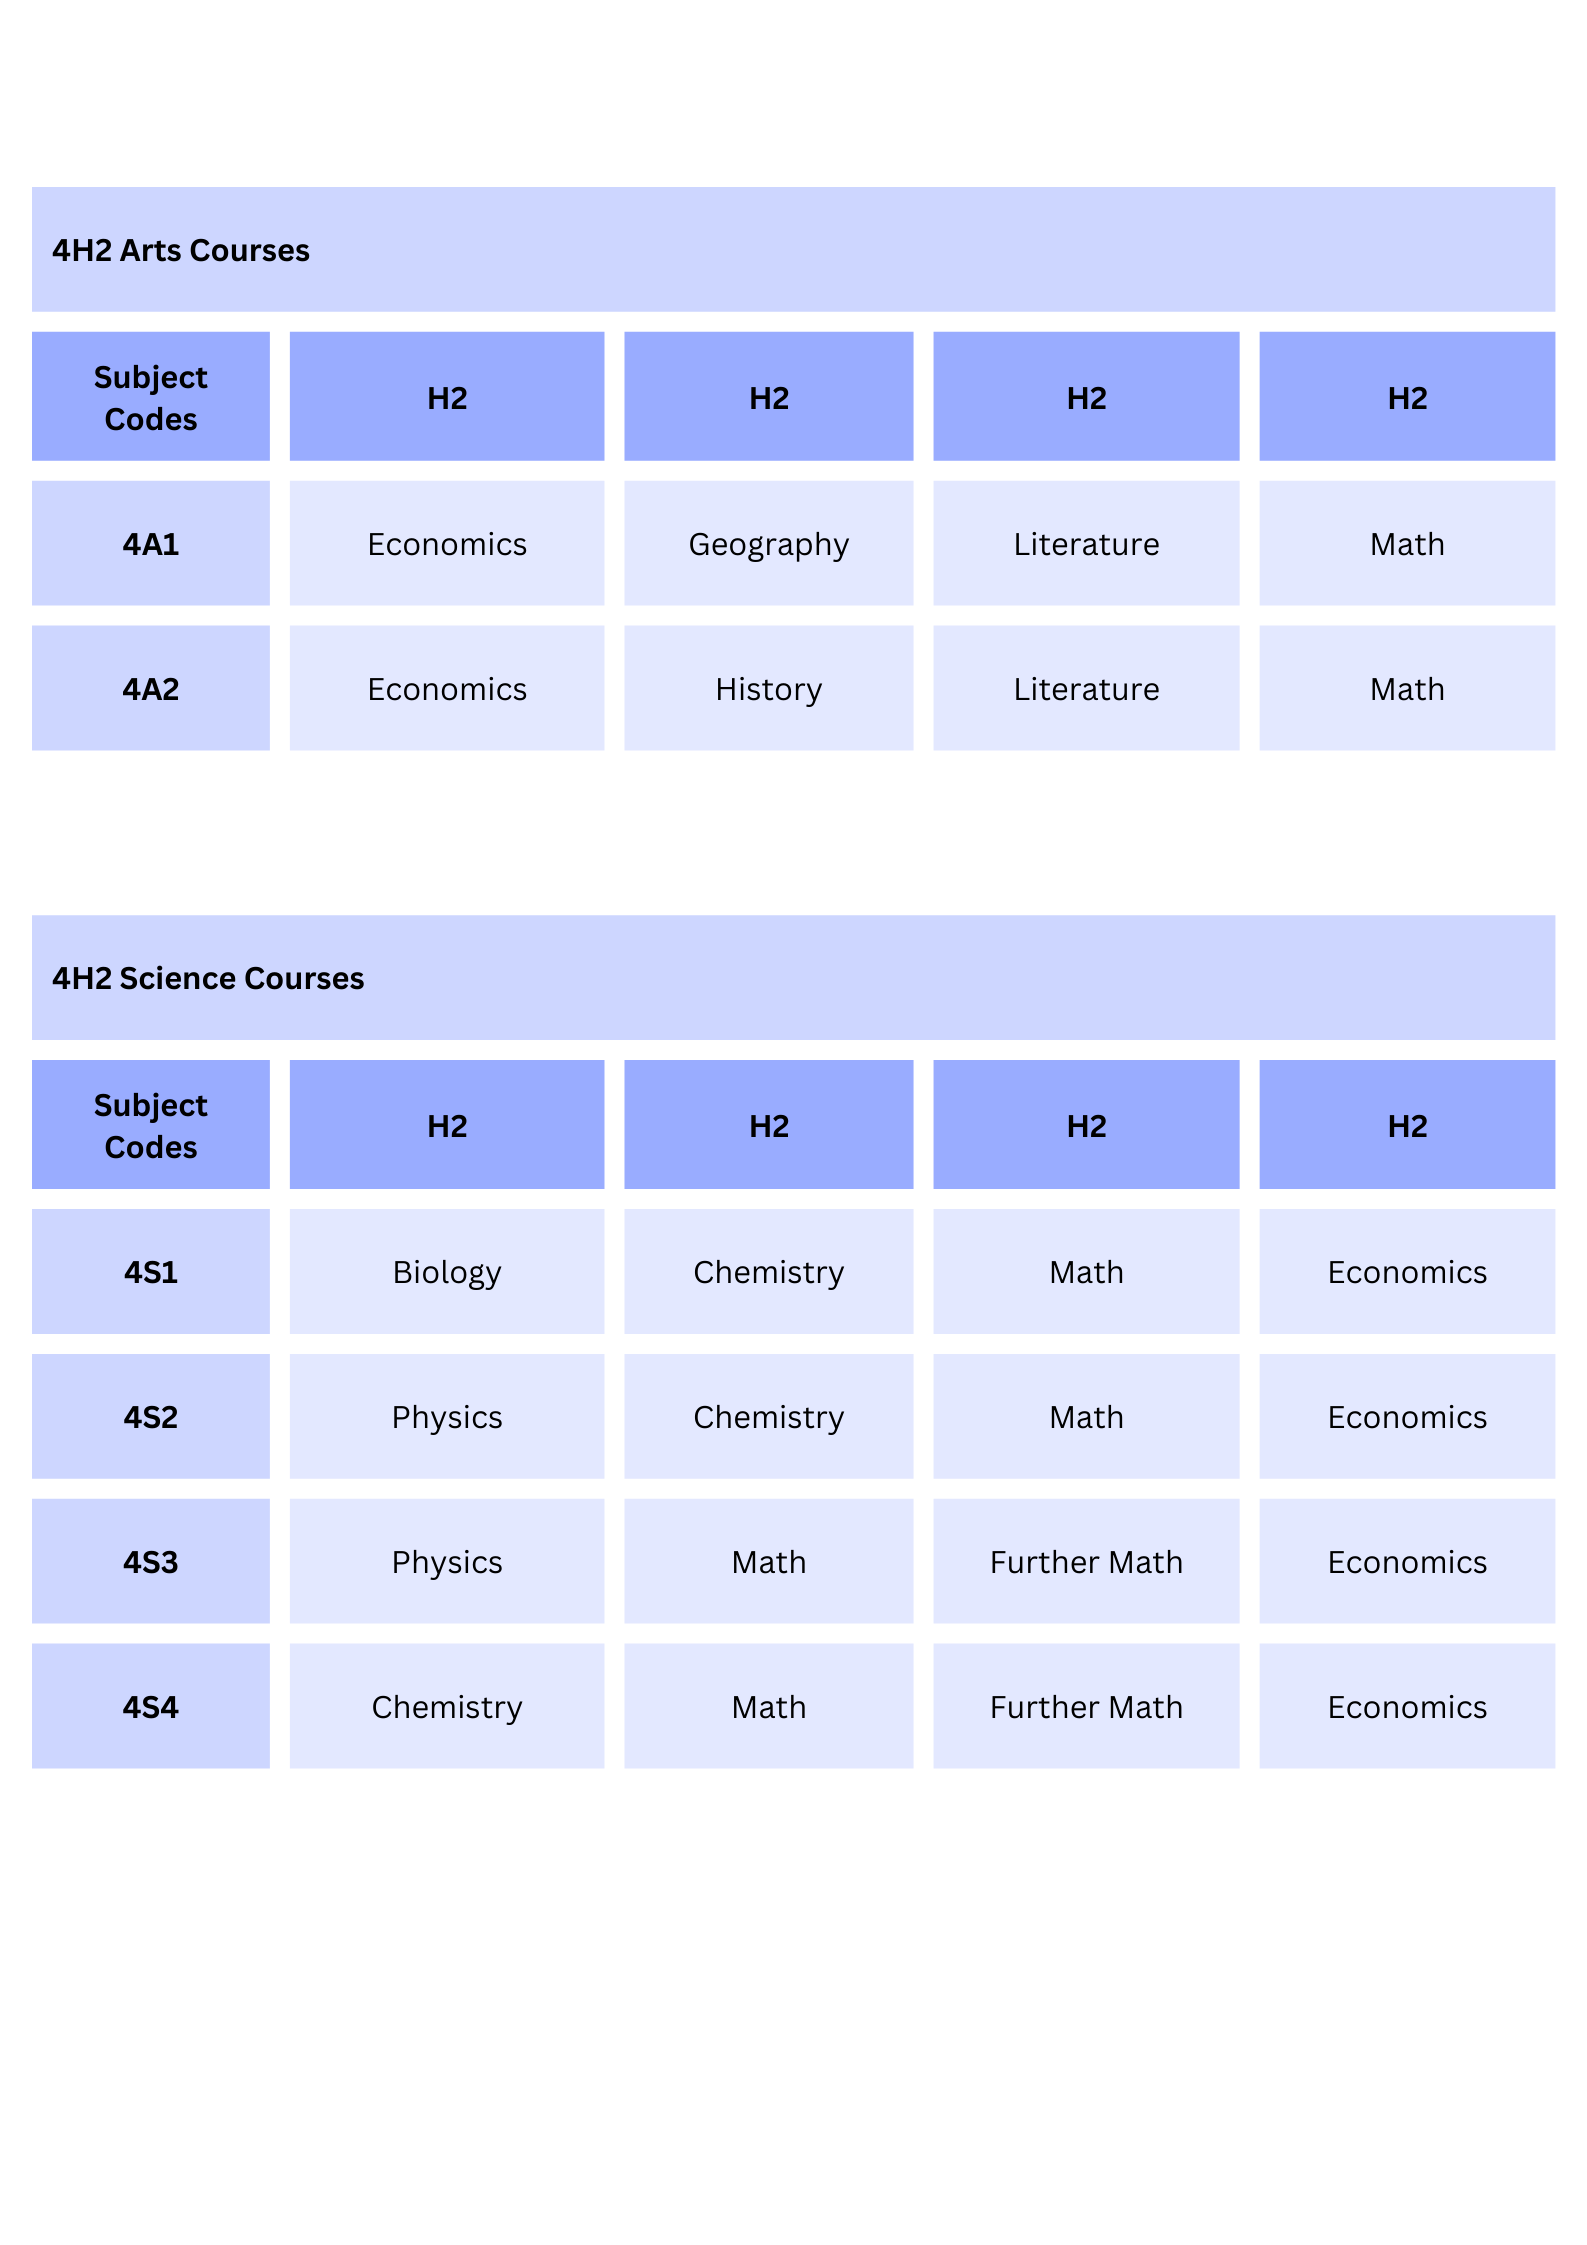 4H2 Arts Courses
Subject
Codes
H2
H2
H2
H2
4A1
Economics
Geography
Literature
Math
4A2
Economics
History
Literature
Math
4H2 Science Courses
Subject
Codes
H2
H2
H2
H2
4S1
Biology
Chemistry
Math
Economics
4S2
Physics
Chemistry
Math
Economics
4S3
Physics
Math
Further Math
Economics
4S4
Chemistry
Math
Further Math
Economics